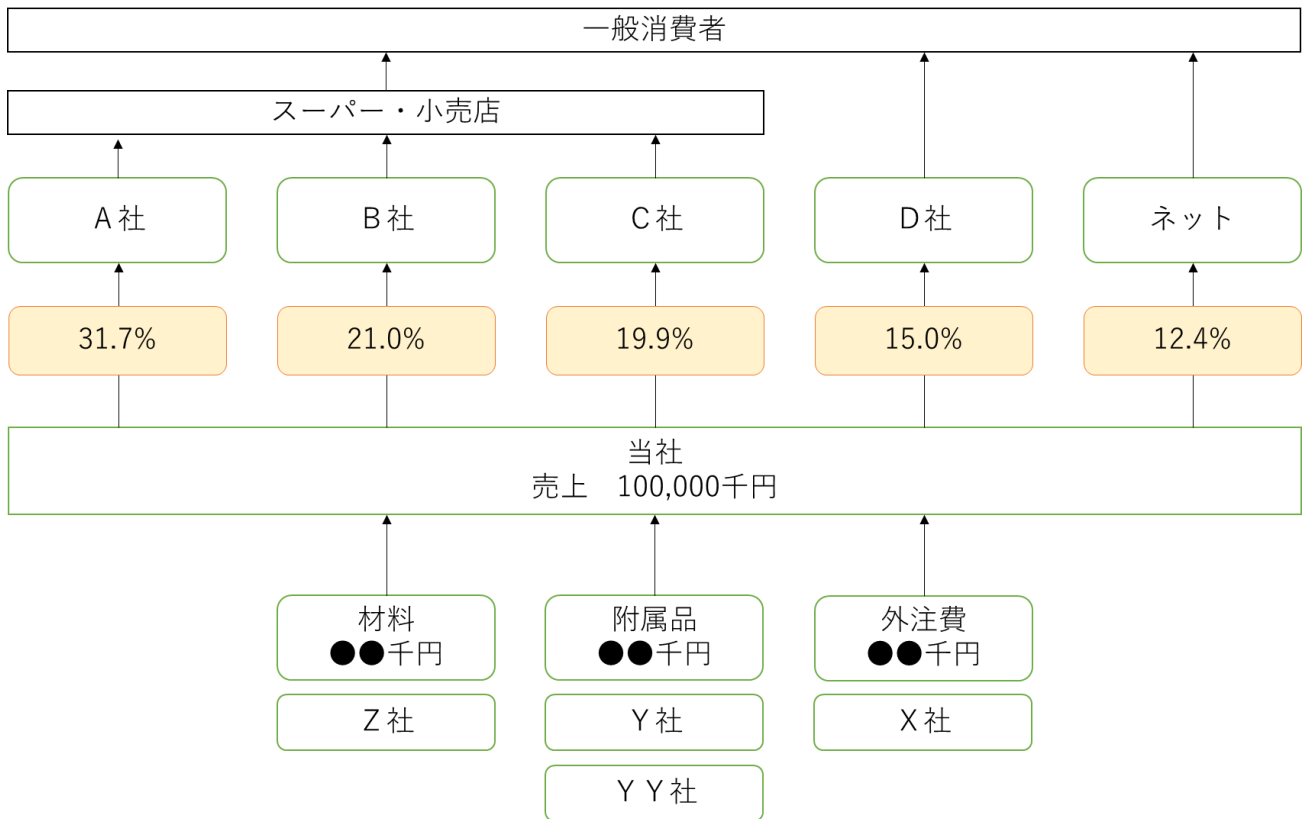 一般消費者
スーパー・小売店
A社
B社
C社
D社
ネット
31.7%
21.0%
19.9%
15.0%
12.4%
当社
売上　100,000千円
材料
●●千円
附属品
●●千円
外注費
●●千円
Z社
Y社
X社
YY社